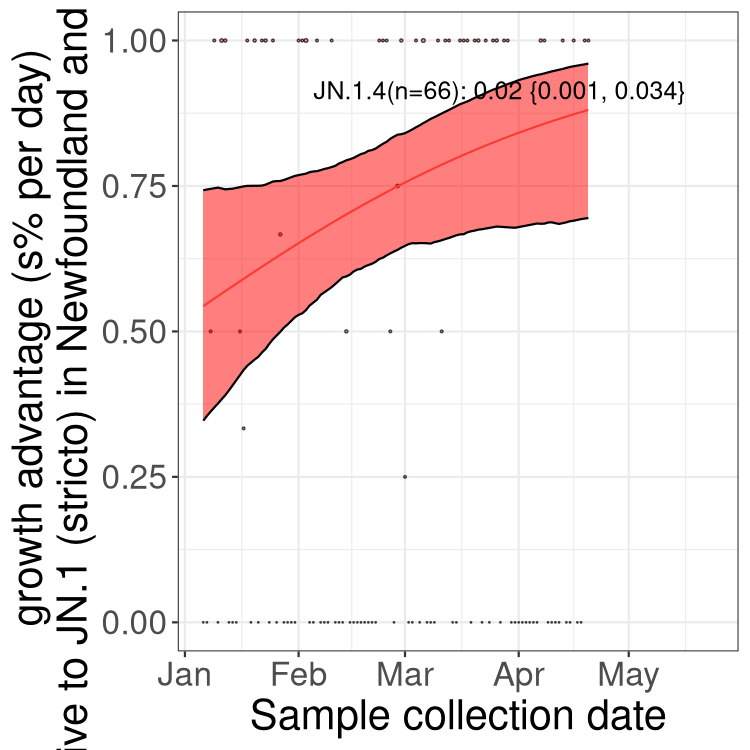 growth advantage (s% per day)
ive to JN.1 (stricto) in Newfoundland and
1.00
0.75
0.50
0.25
0.00
JN.1.4(n=66): 0.02 {0.001, 0.034}
Jan Feb Mar Apr May
Sample collection date